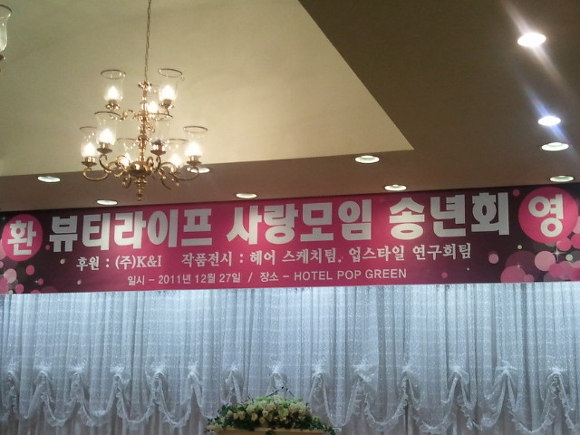 환 뷰티라이프 사랑모임 송년회 영
후원 : (주)K&I 작품전시 : 헤어 스케치팀. 업스타일 연구회팀
일시 - 2011년 12월 27일 / 장소 - HOTEL POP GREEN